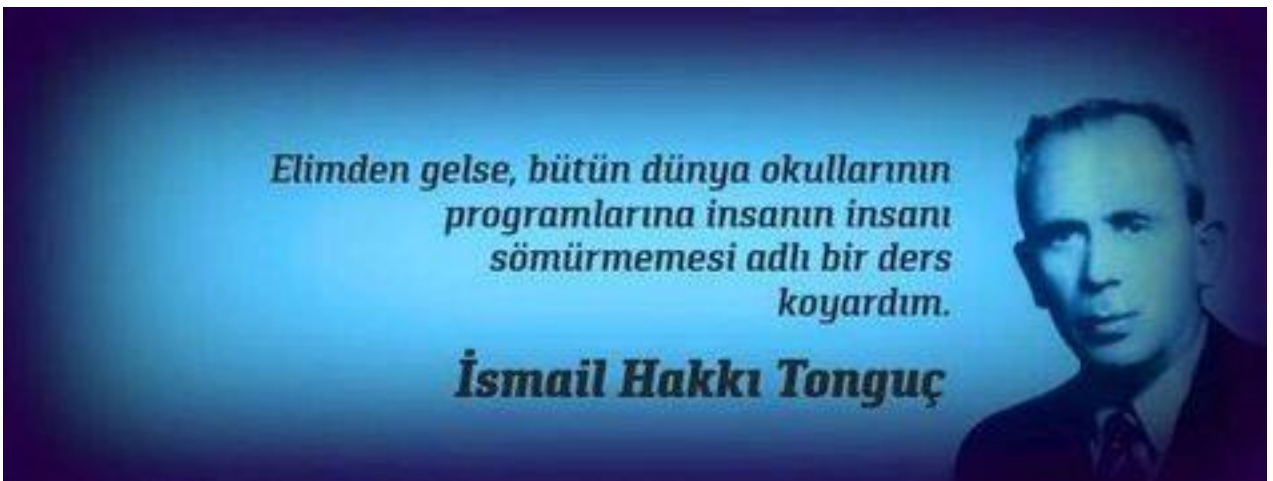 Elimden gelse, bütün dünya okullarının
programlarına insanın insanı
sömürmemesi adlı bir ders
koyardım.
İsmail Hakkı Tonguç